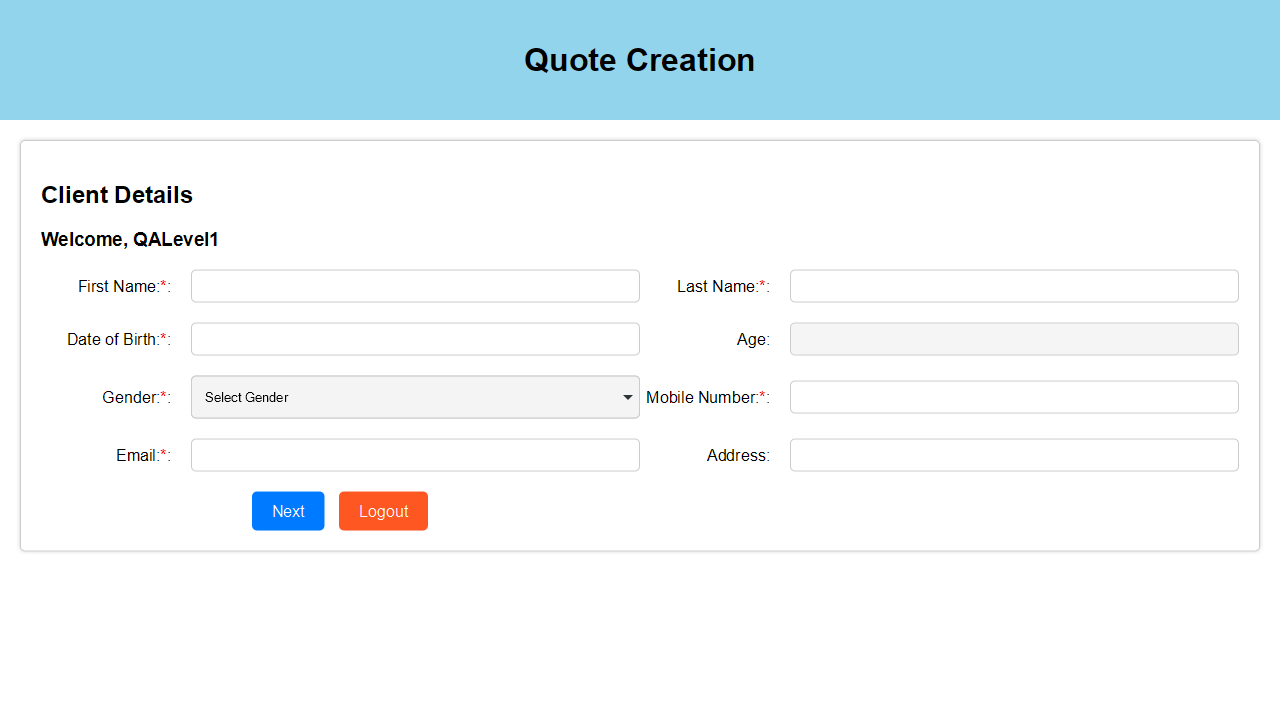 Quote Creation
Client Details
Welcome, QALevel1
First Name:*: Last Name:*:
Date of Birth:*: Age:
Gender:*: Select Gender Mobile Number:*:
Email:*: Address:
Next Logout